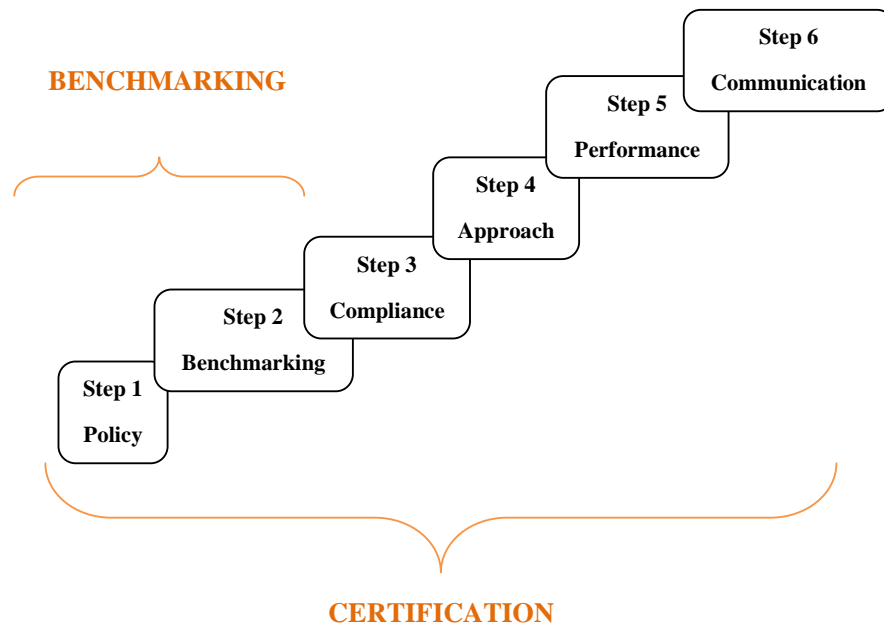 BENCHMARKING
Step 6
Communication
Step 5
Performance
Step 4
Approach
Step 3
Compliance
Step 2
Benchmarking
Step 1
Policy
CERTIFICATION